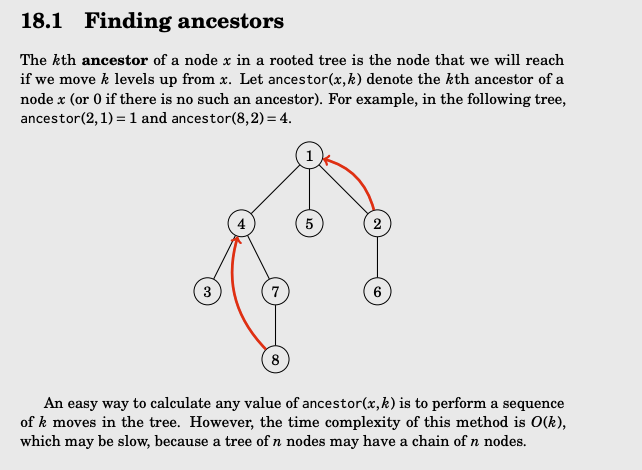 18.1 Finding ancestors
The kth ancestor of a node x in a rooted tree is the node that we will reach
if we move k levels up from x. Let ancestor(x,k) denote the kth ancestor of a
node x (or 0 if there is no such an ancestor). For example, in the following tree,
ancestor(2,1) = 1 and ancestor(8,2) = 4.
1
4 5 2
3 7 6
8
An easy way to calculate any value of ancestor(x,k) is to perform a sequence
of k moves in the tree. However, the time complexity of this method is O(k),
which may be slow, because a tree of n nodes may have a chain of n nodes.